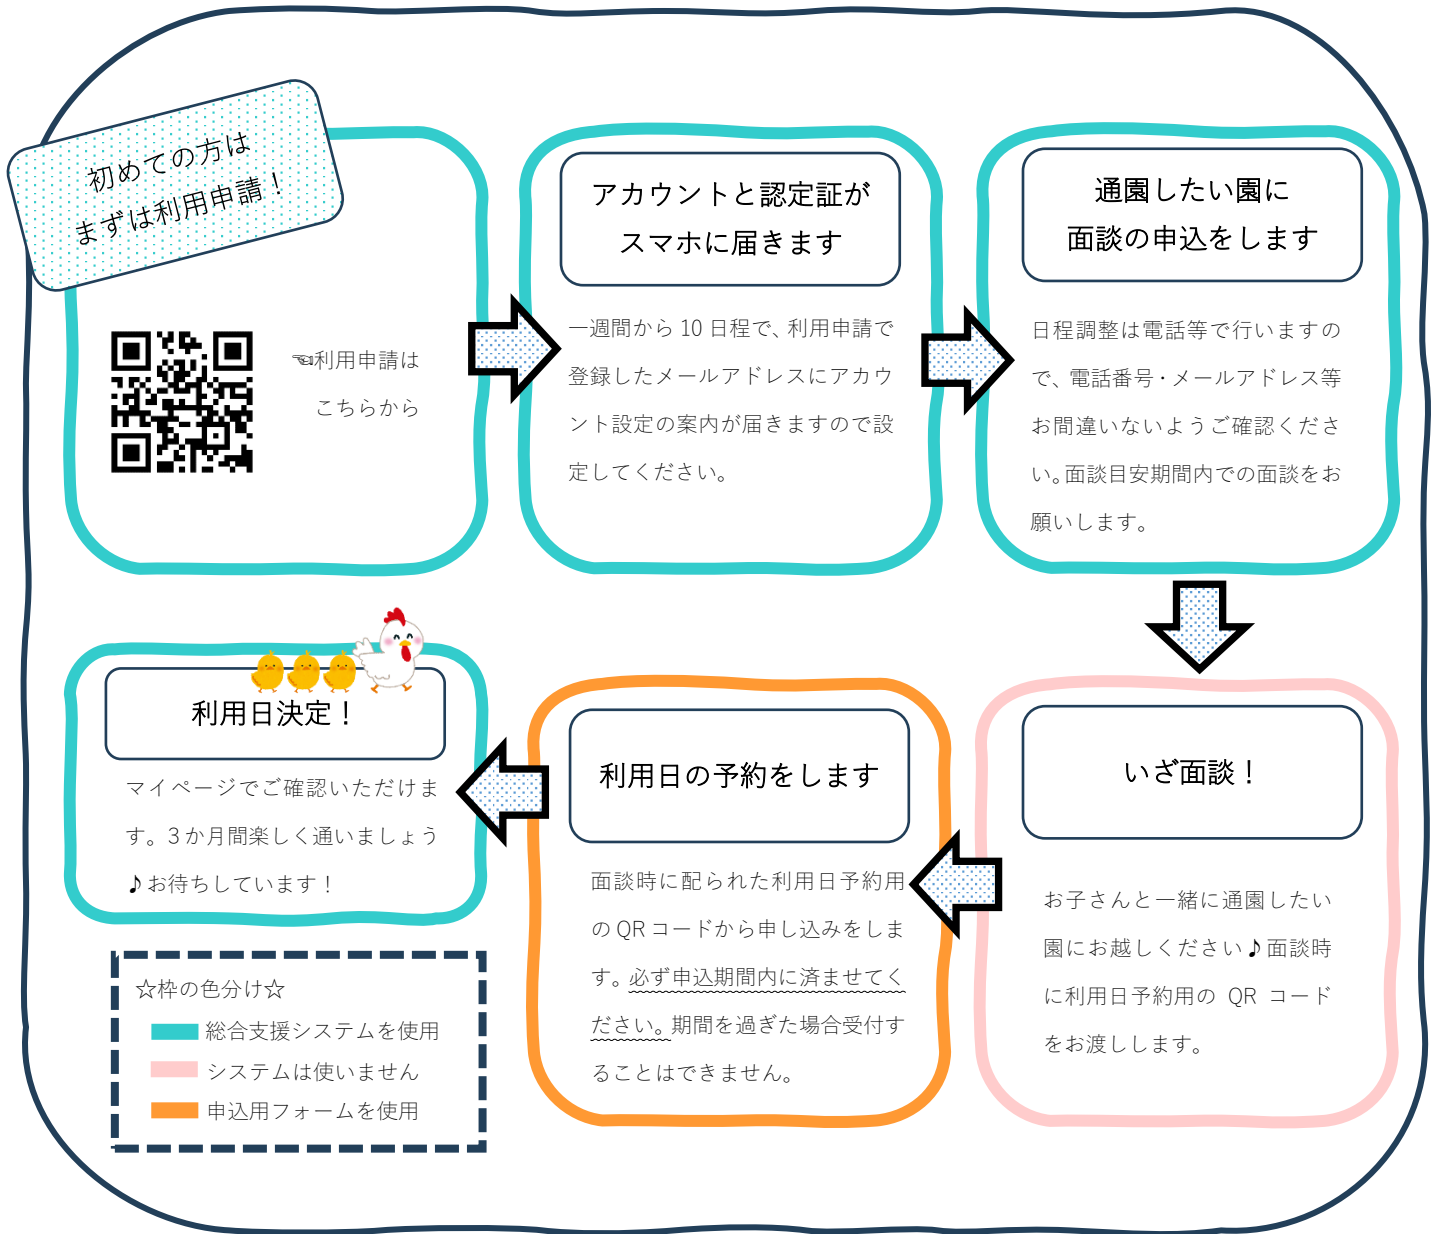 初めての方は
まずは利用申請！
☜利用申請は
こちらから
アカウントと認定証が
スマホに届きます
一週間から 10 日程で、利用申請で
登録したメールアドレスにアカウ
ント設定の案内が届きますので設
定してください。
通園したい園に
面談の申込をします
日程調整は電話等で行いますの
で、電話番号・メールアドレス等
お間違いないようご確認くださ
い。面談目安期間内での面談をお
願いします。
いざ面談！
お子さんと一緒に通園したい
園にお越しください♪面談時
に利用日予約用の QR コード
をお渡しします。
利用日の予約をします
面談時に配られた利用日予約用
の QR コードから申し込みをしま
す。必ず申込期間内に済ませてく
ださい。期間を過ぎた場合受付す
ることはできません。
利用日決定！
マイページでご確認いただけま
す。３か月間楽しく通いましょう
♪お待ちしています！
☆枠の色分け☆
総合支援システムを使用
システムは使いません
申込用フォームを使用